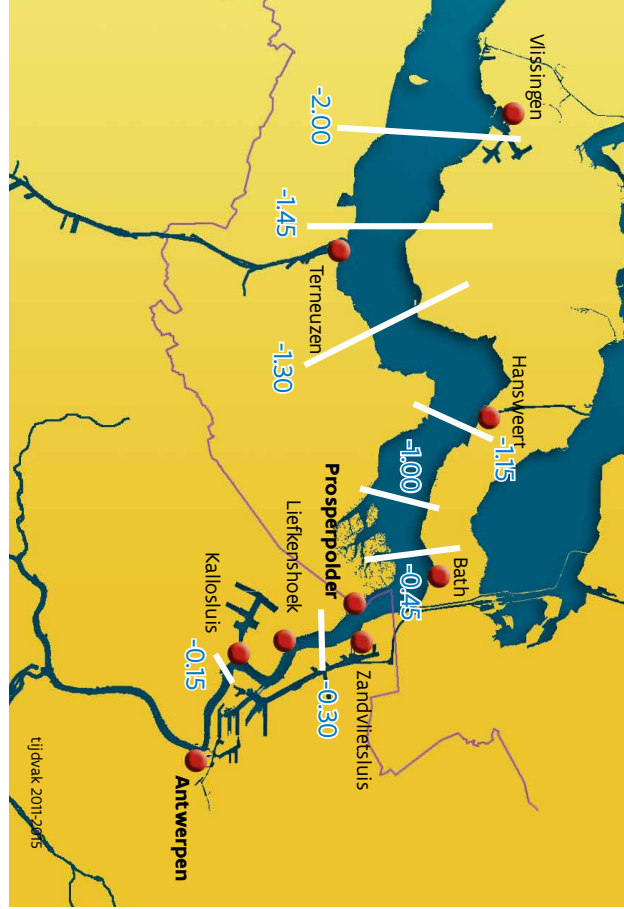 Vlissingen
-2.00
-1.45
Terneuzen
-1.30
Hansweert
-1.15
-1.00
Prosperpolder
Bath
-0.45
Liefkenshoek
Kallosluis
-0.15
-0.30
Zandvlietsluis
Antwerpen
tijdvak 2011-2015